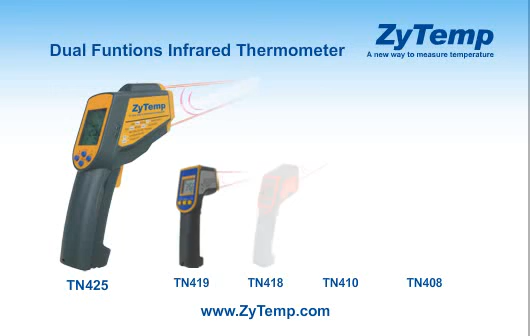 ZyTemp
A new way to measure temperature
Dual Funtions Infrared Thermometer
ZyTemp
TN425
TN419
TN418
TN410
TN408
www.ZyTemp.com